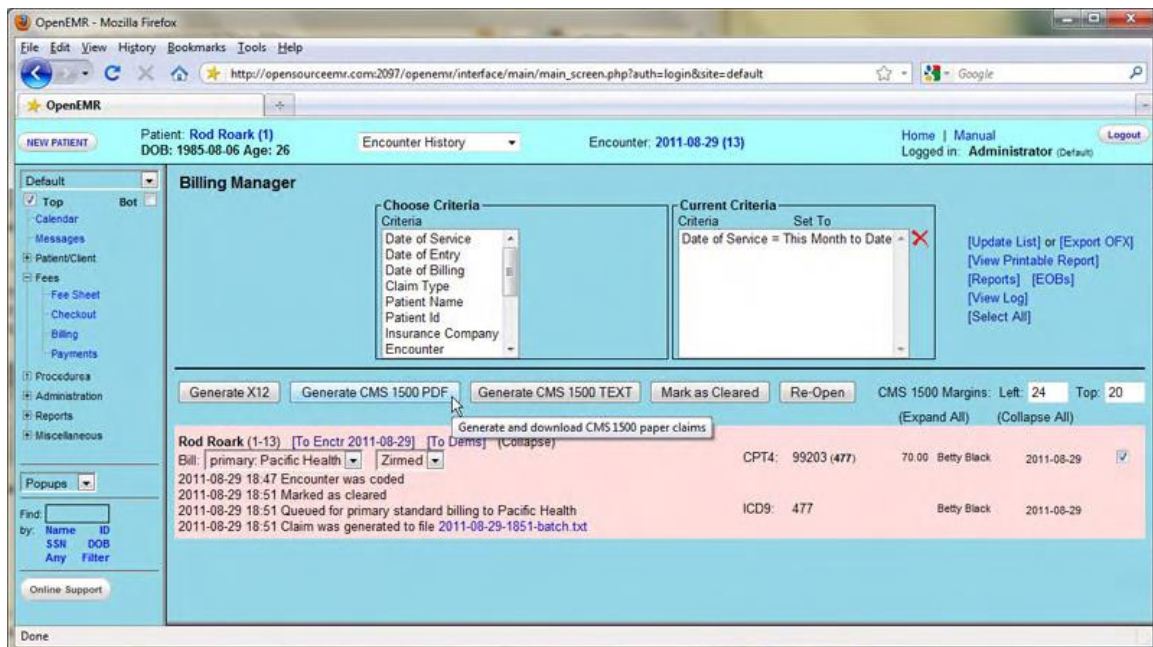 OpenEMR - Mozilla Firefox
File Edit View History Bookmarks Tools Help
http://opensourceemr.com:2097/openemr/interface/main/main_screen.php?auth=login&site=default
Google
OpenEMR
NEW PATIENT
Patient: Rod Roark (1)
DOB: 1985-08-06 Age: 26
Encounter History
Encounter: 2011-08-29 (13)
Home | Manual
Logged in: Administrator (Default)
Logout
Default
Top Bot
Calendar
Messages
Patient/Client
Fees
Fee Sheet
Checkout
Billing
Payments
Procedures
Administration
Reports
Miscellaneous
Popups
Find:
by: Name ID
SSN DOB
Any Filter
Online Support
Billing Manager
Choose Criteria
Criteria
Date of Service
Date of Entry
Date of Billing
Claim Type
Patient Name
Patient Id
Insurance Company
Encounter
Current Criteria
Criteria Set To
Date of Service = This Month to Date
[Update List] or [Export OFX]
[View Printable Report]
[Reports] [EOBs]
[View Log]
[Select All]
Generate X12 Generate CMS 1500 PDF Generate CMS 1500 TEXT Mark as Cleared Re-Open CMS 1500 Margins: Left: 24 Top: 20
(Expand All) (Collapse All)
Generate and download CMS 1500 paper claims
Rod Roark (1-13) [To Enctr 2011-08-29] [To Dems] (Collapse)
Bill: primary: Pacific Health Zirmed CPT4: 99203 (477) 70.00 Betty Black 2011-08-29
2011-08-29 18:47 Encounter was coded
2011-08-29 18:51 Marked as cleared
2011-08-29 18:51 Queued for primary standard billing to Pacific Health ICD9: 477 Betty Black 2011-08-29
2011-08-29 18:51 Claim was generated to file 2011-08-29-1851-batch.txt
Done